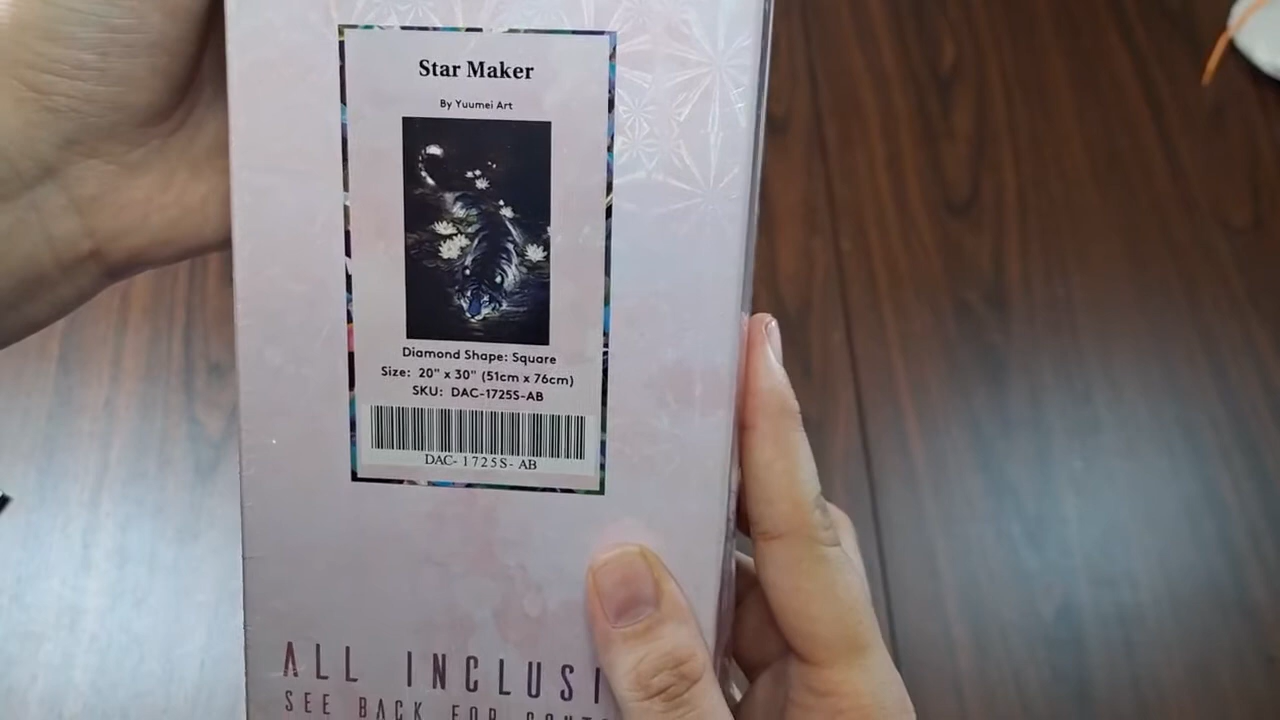 Star Maker
By Yuumei Art
Diamond Shape: Square
Size: 20" x 30" (51cm x 76cm)
SKU: DAC-1725S-AB
DAC-1725S-AB
ALL INCLUSI
SEE BACK FOR CONT